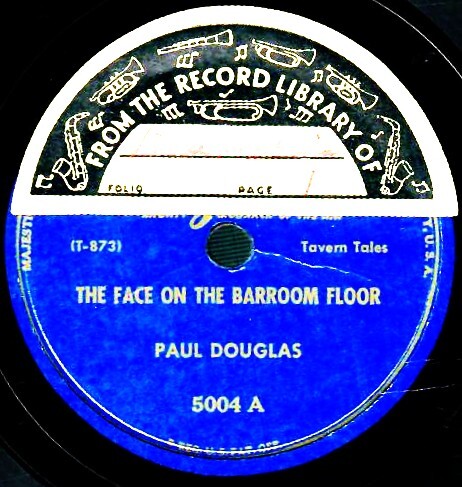 FROM THE RECORD LIBRARY OF
FOLIO PAGE
MAJEST
Y, U.S.A.
(T-873) Tavern Tales
THE FACE ON THE BARROOM FLOOR
PAUL DOUGLAS
5004 A